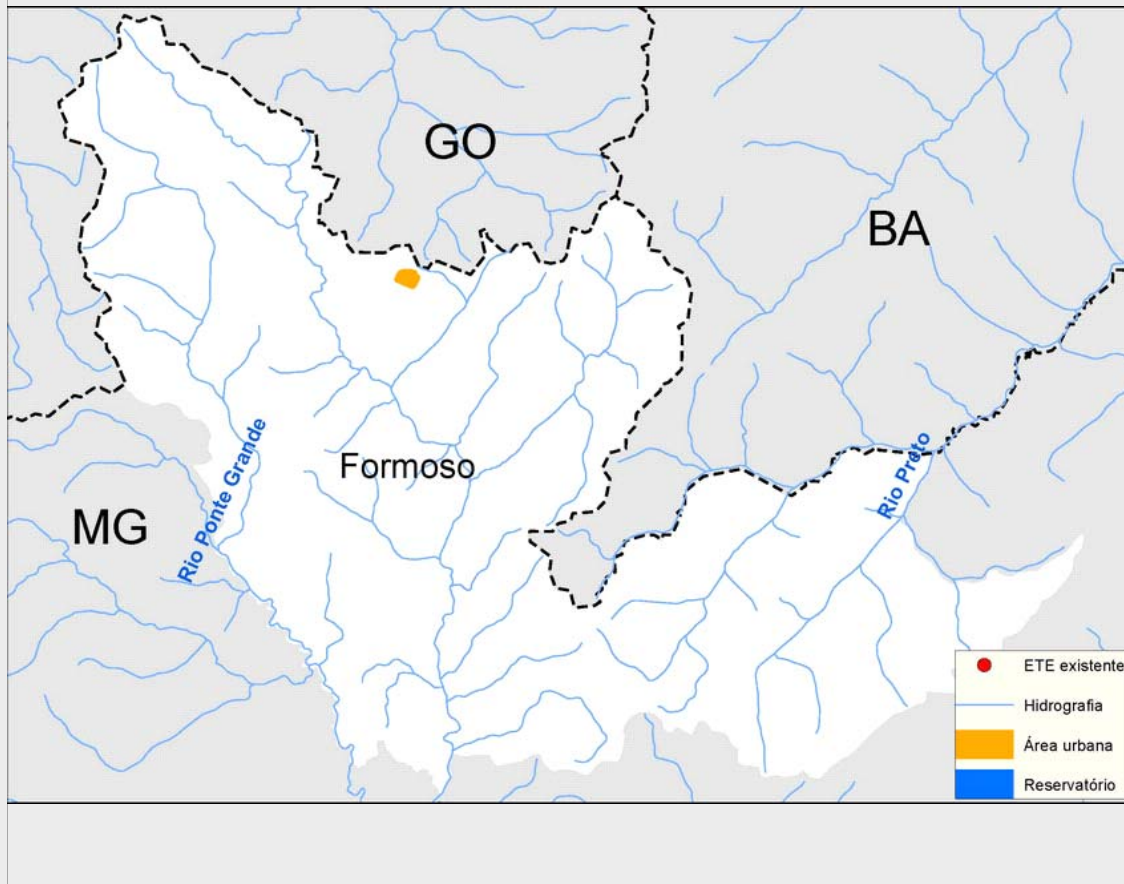 GO
BA
Formoso
Rio Ponte Grande
Rio Preto
MG
ETE existente
Hidrografia
Área urbana
Reservatório